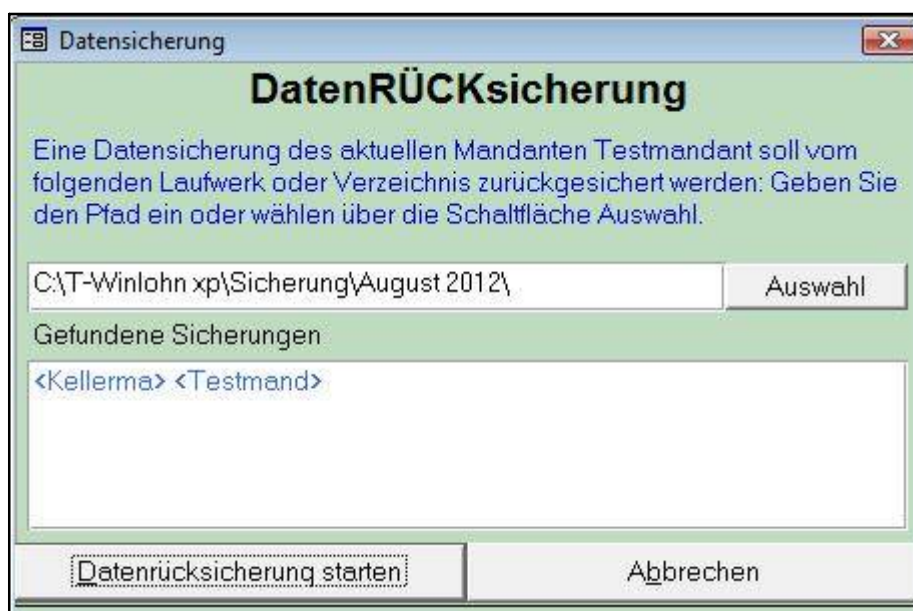 Datensicherung
DatenRÜCKsicherung
Eine Datensicherung des aktuellen Mandanten Testmandant soll vom
folgenden Laufwerk oder Verzeichnis zurückgesichert werden: Geben Sie
den Pfad ein oder wählen über die Schaltfläche Auswahl.
C:\T-Winlohn xp\Sicherung\August 2012\ Auswahl
Gefundene Sicherungen
<Kellerma> <Testmand>
Datenrücksicherung starten Abbrechen